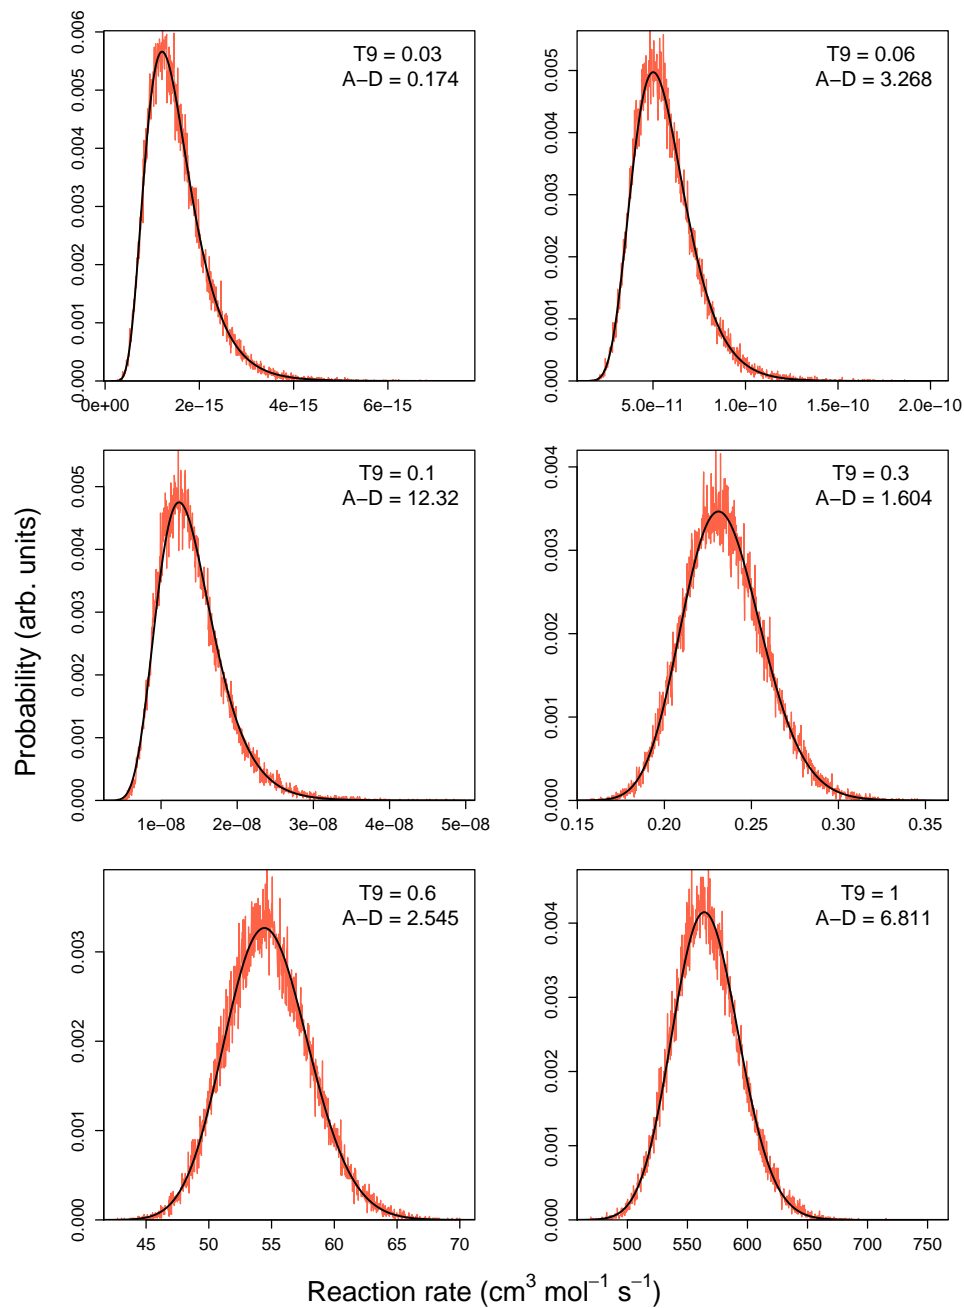 T9 = 0.03
A−D = 0.174
0.000
0.001
0.002
0.003
0.004
0.005
0.006
0e+00 2e−15 4e−15 6e−15
T9 = 0.06
A−D = 3.268
0.000
0.001
0.002
0.003
0.004
0.005
5.0e−11 1.0e−10 1.5e−10 2.0e−10
T9 = 0.1
A−D = 12.32
0.000
0.001
0.002
0.003
0.004
0.005
1e−08 2e−08 3e−08 4e−08 5e−08
T9 = 0.3
A−D = 1.604
0.000
0.001
0.002
0.003
0.004
0.15 0.20 0.25 0.30 0.35
T9 = 0.6
A−D = 2.545
0.000
0.001
0.002
0.003
45 50 55 60 65 70
T9 = 1
A−D = 6.811
0.000
0.001
0.002
0.003
0.004
500 550 600 650 700 750
Probability (arb. units)
Reaction rate (cm³ mol⁻¹ s⁻¹)